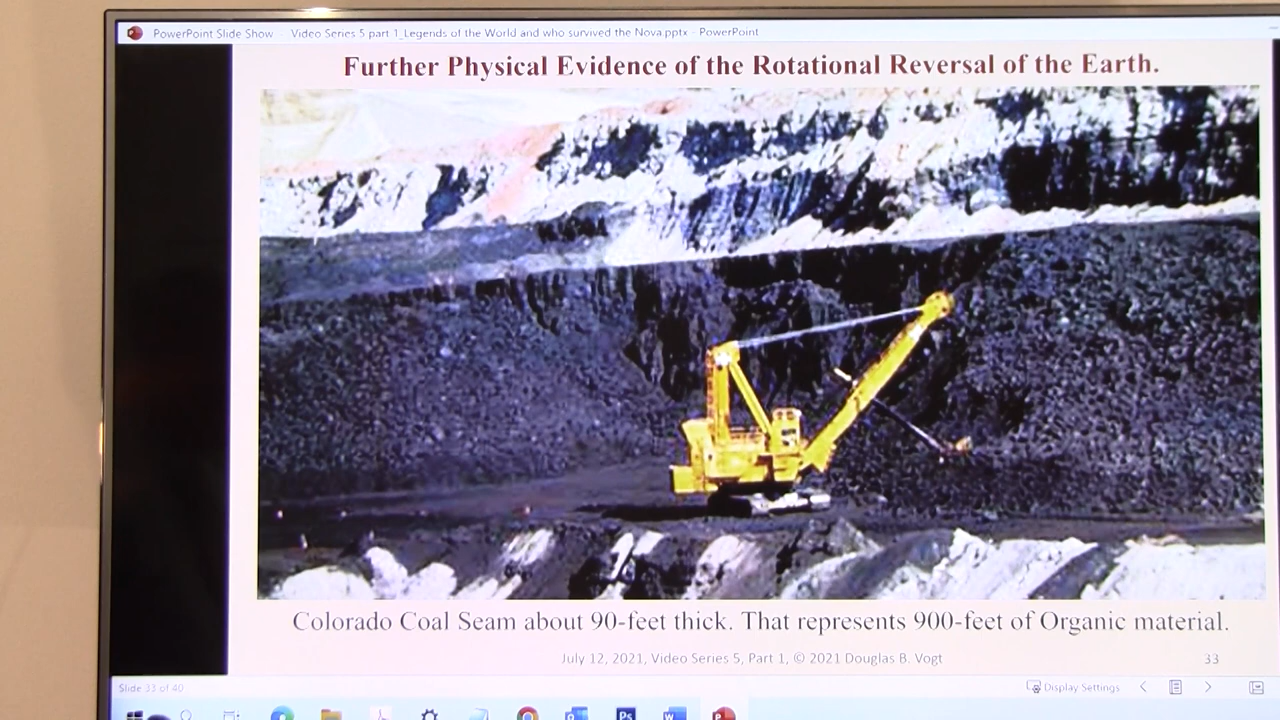 PowerPoint Slide Show - Video Series 5 part 1_Legends of the World and who survived the Nova.pptx - PowerPoint
Further Physical Evidence of the Rotational Reversal of the Earth.
Colorado Coal Seam about 90-feet thick. That represents 900-feet of Organic material.
July 12, 2021, Video Series 5, Part 1, © 2021 Douglas B. Vogt 33
Slide 33 of 40 Display Settings
Ps W P